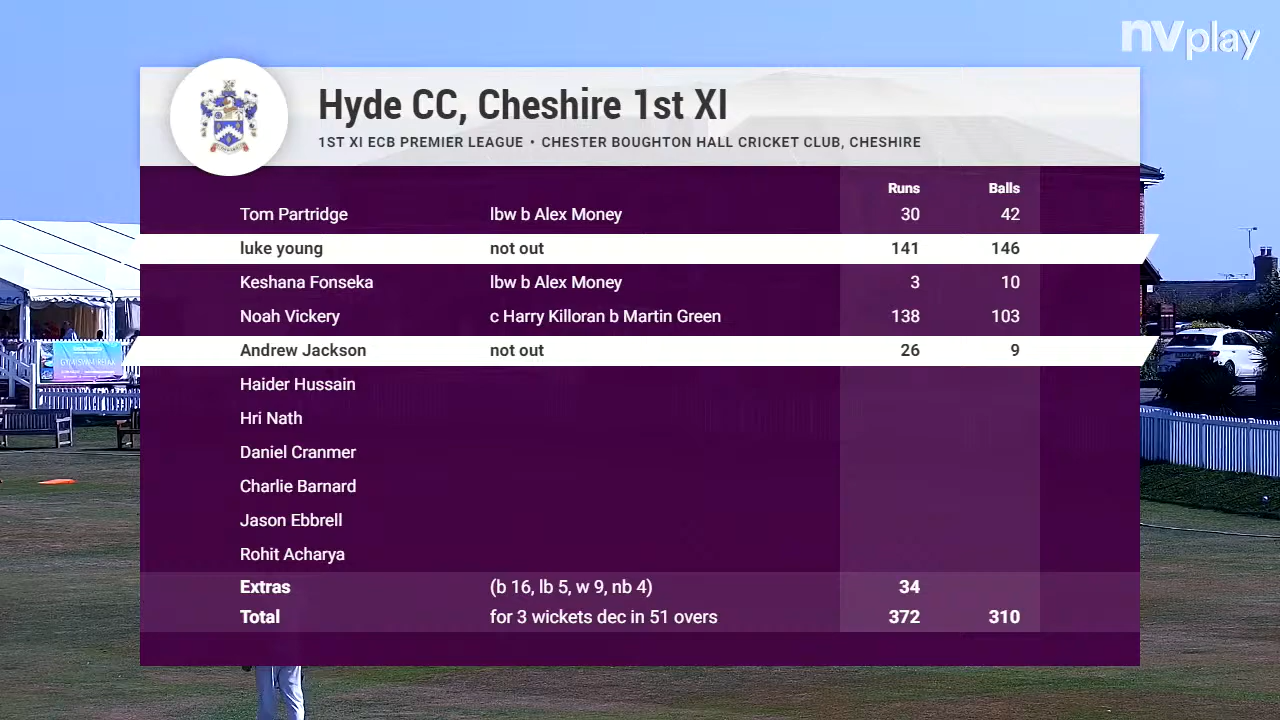 nvplay
Hyde CC, Cheshire 1st XI
1ST XI ECB PREMIER LEAGUE • CHESTER BOUGHTON HALL CRICKET CLUB, CHESHIRE
Runs Balls
Tom Partridge lbw b Alex Money 30 42
luke young not out 141 146
Keshana Fonseka lbw b Alex Money 3 10
Noah Vickery c Harry Killoran b Martin Green 138 103
Andrew Jackson not out 26 9
Haider Hussain
Hri Nath
Daniel Cranmer
Charlie Barnard
Jason Ebbrell
Rohit Acharya
Extras (b 16, lb 5, w 9, nb 4) 34
Total for 3 wickets dec in 51 overs 372 310